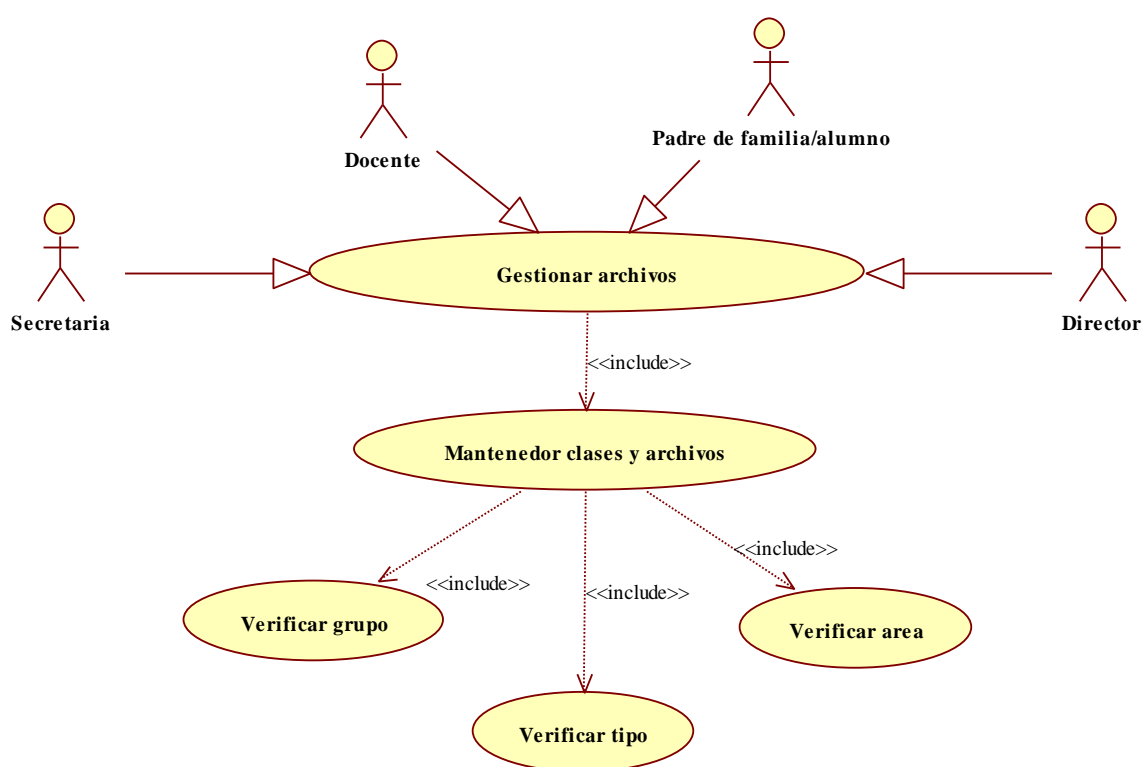 Docente
Padre de familia/alumno
Secretaria
Gestionar archivos
Director
<<include>>
Mantenedor clases y archivos
<<include>>
<<include>>
<<include>>
Verificar grupo
Verificar area
Verificar tipo